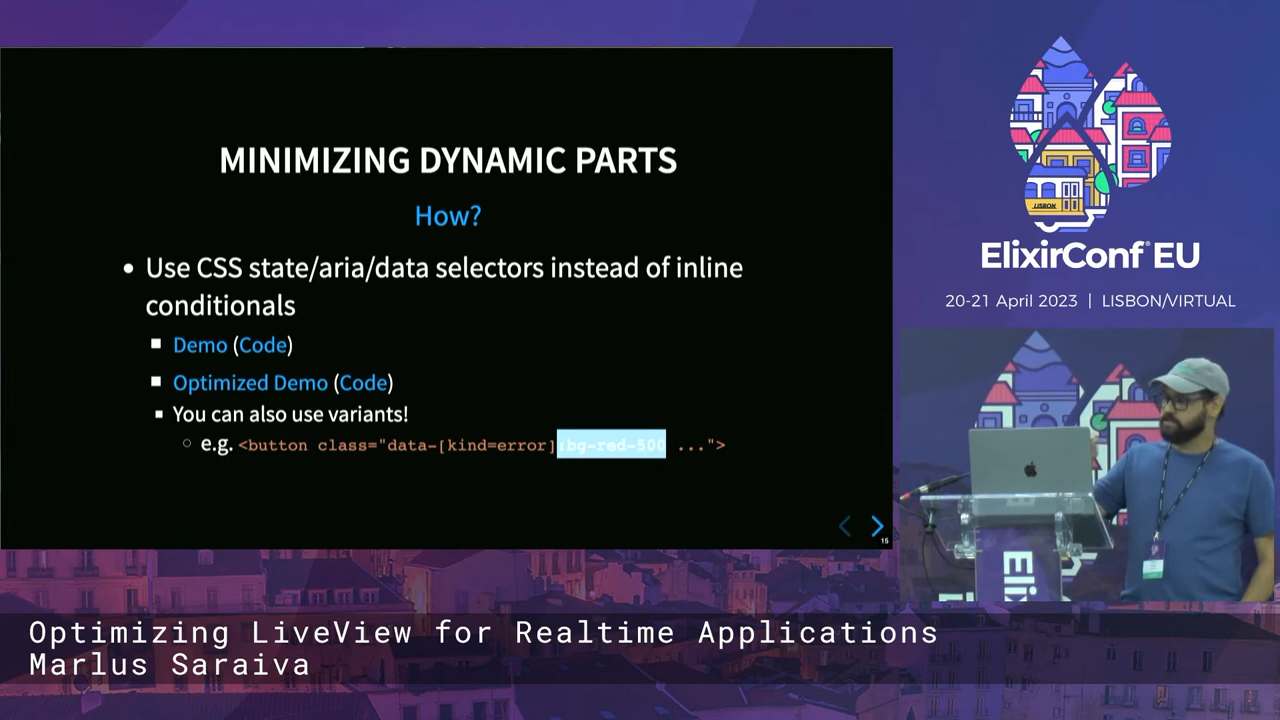 MINIMIZING DYNAMIC PARTS
How?
Use CSS state/aria/data selectors instead of inline
conditionals
Demo (Code)
Optimized Demo (Code)
You can also use variants!
e.g. <button class="data-[kind=error]:bg-red-500 ...">
15
LISBON
ElixirConf® EU
20-21 April 2023 | LISBON/VIRTUAL
Optimizing LiveView for Realtime Applications
Marlus Saraiva